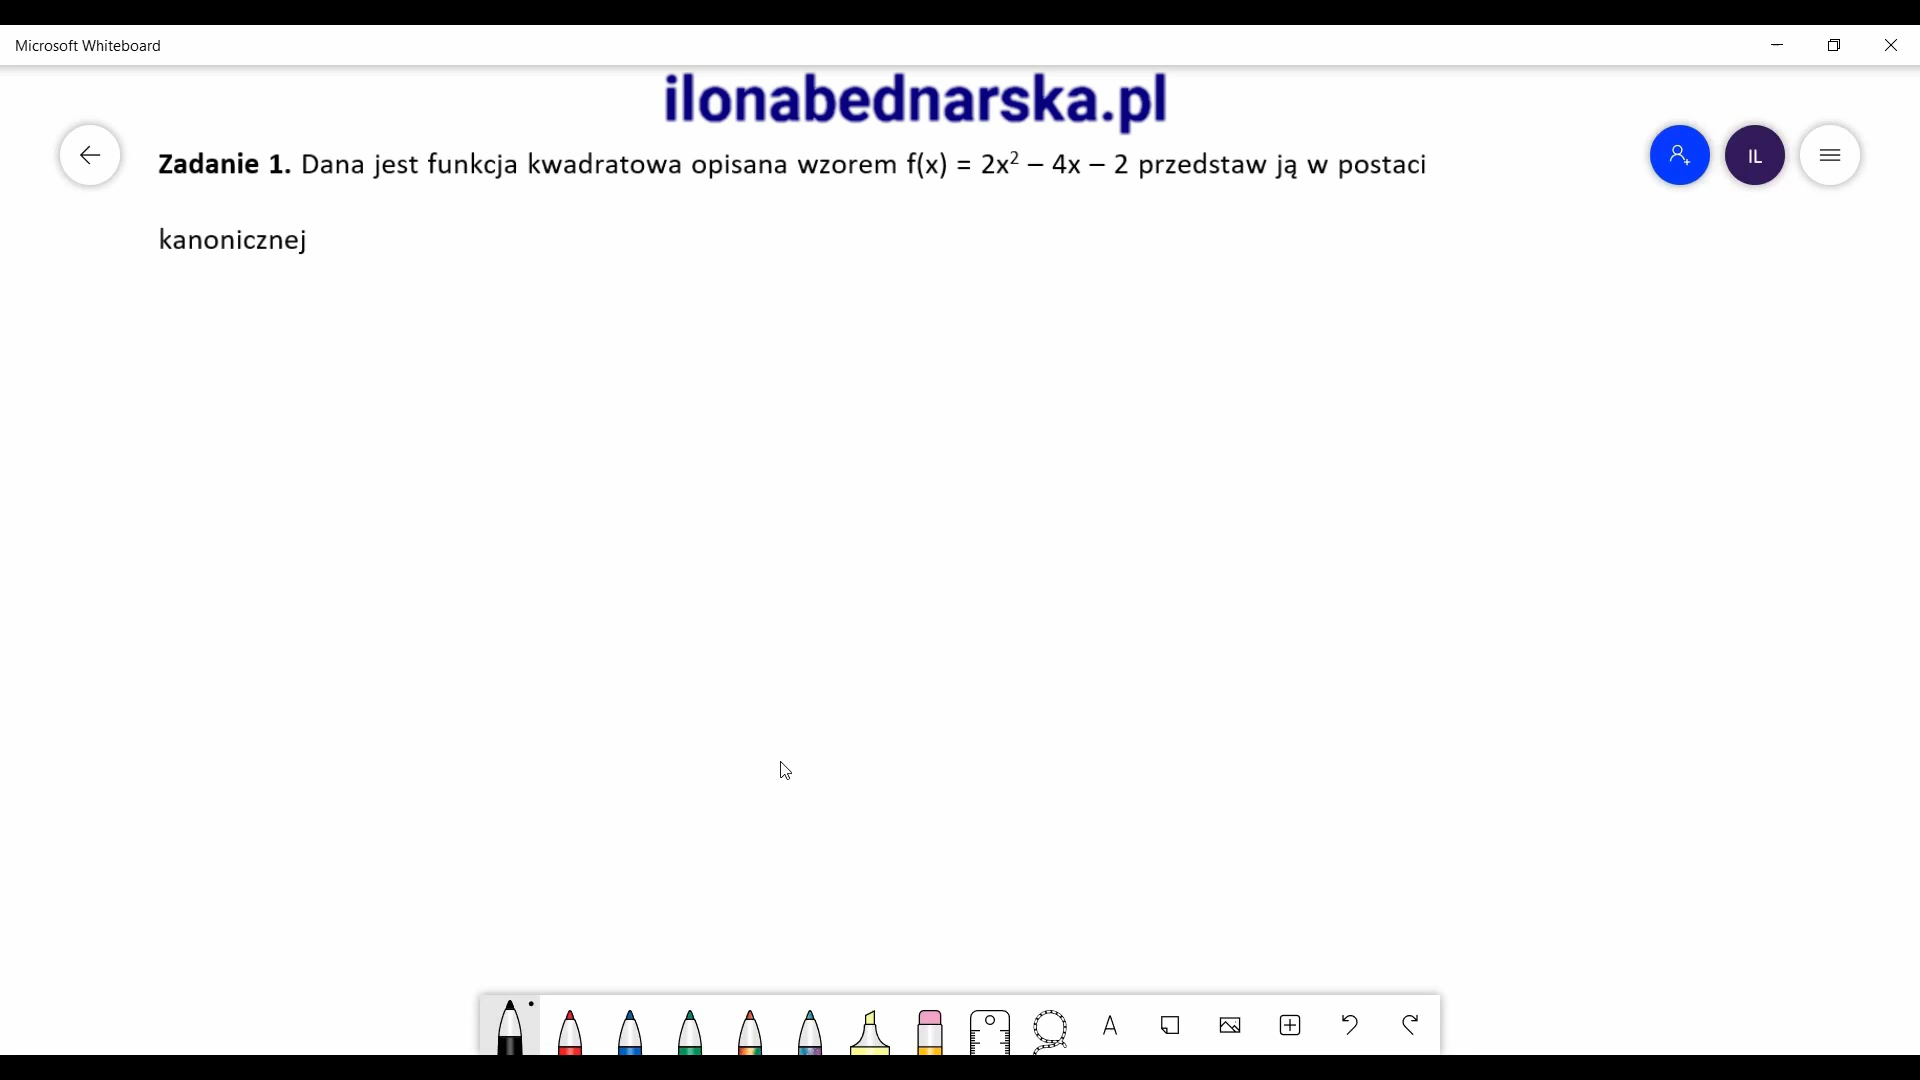 Microsoft Whiteboard
ilonabednarska.pl
Zadanie 1. Dana jest funkcja kwadratowa opisana wzorem f(x) = 2x² – 4x – 2 przedstaw ją w postaci
IL
kanonicznej
A